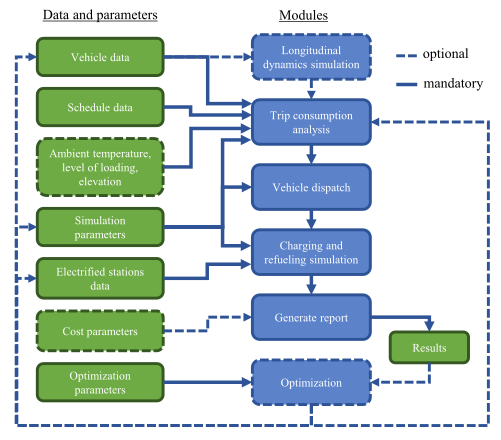 Data and parameters
Modules
Vehicle data
Longitudinal
dynamics simulation
optional
mandatory
Schedule data
Trip consumption
analysis
Ambient temperature,
level of loading,
elevation
Vehicle dispatch
Simulation
parameters
Charging and
refueling simulation
Electrified stations
data
Cost parameters
Generate report
Results
Optimization
parameters
Optimization